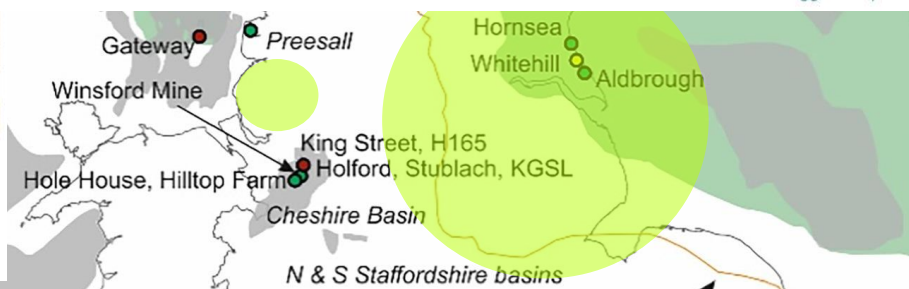 Gateway
Preesall
Hornsea
Whitehill
Aldbrough
Winsford Mine
King Street, H165
Holford, Stublach, KGSL
Hole House, Hilltop Farm
Cheshire Basin
N & S Staffordshire basins